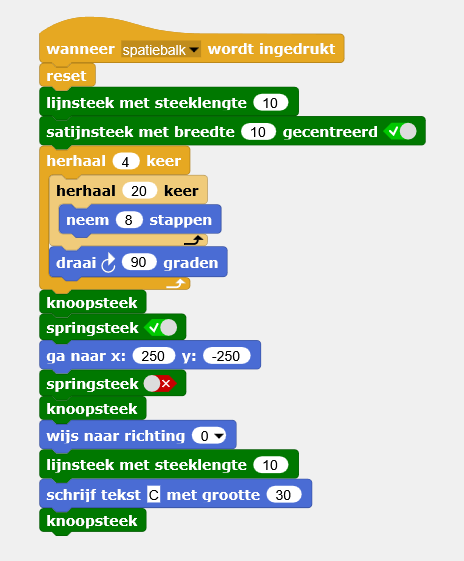 wanneer spatiebalk wordt ingedrukt
reset
lijnsteek met steeklengte 10
satijnsteek met breedte 10 gecentreerd
herhaal 4 keer
herhaal 20 keer
neem 8 stappen
draai 90 graden
knoopsteek
springsteek
ga naar x: 250 y: -250
springsteek
knoopsteek
wijs naar richting 0
lijnsteek met steeklengte 10
schrijf tekst C met grootte 30
knoopsteek